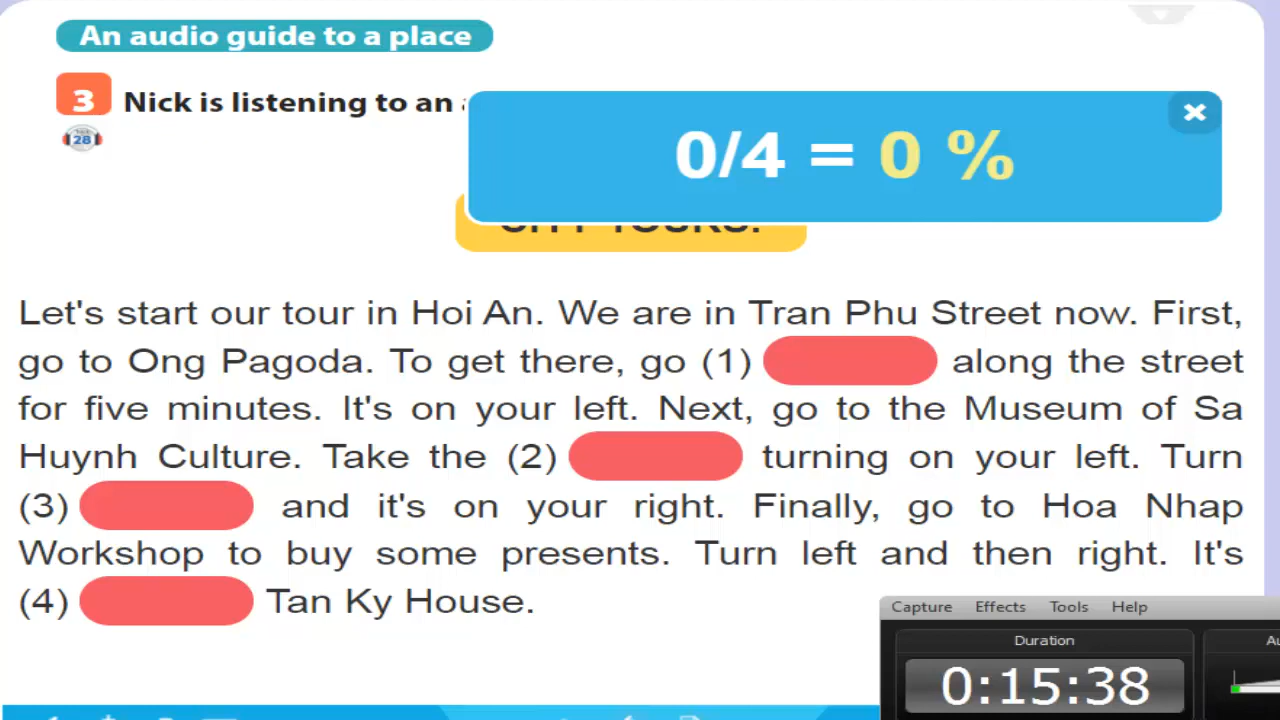 An audio guide to a place
3 Nick is listening to an
28
0/4 = 0 %
CITY TOURS!
Let's start our tour in Hoi An. We are in Tran Phu Street now. First,
go to Ong Pagoda. To get there, go (1) along the street
for five minutes. It's on your left. Next, go to the Museum of Sa
Huynh Culture. Take the (2) turning on your left. Turn
(3) and it's on your right. Finally, go to Hoa Nhap
Workshop to buy some presents. Turn left and then right. It's
(4) Tan Ky House.
Capture Effects Tools Help
Duration
0:15:38